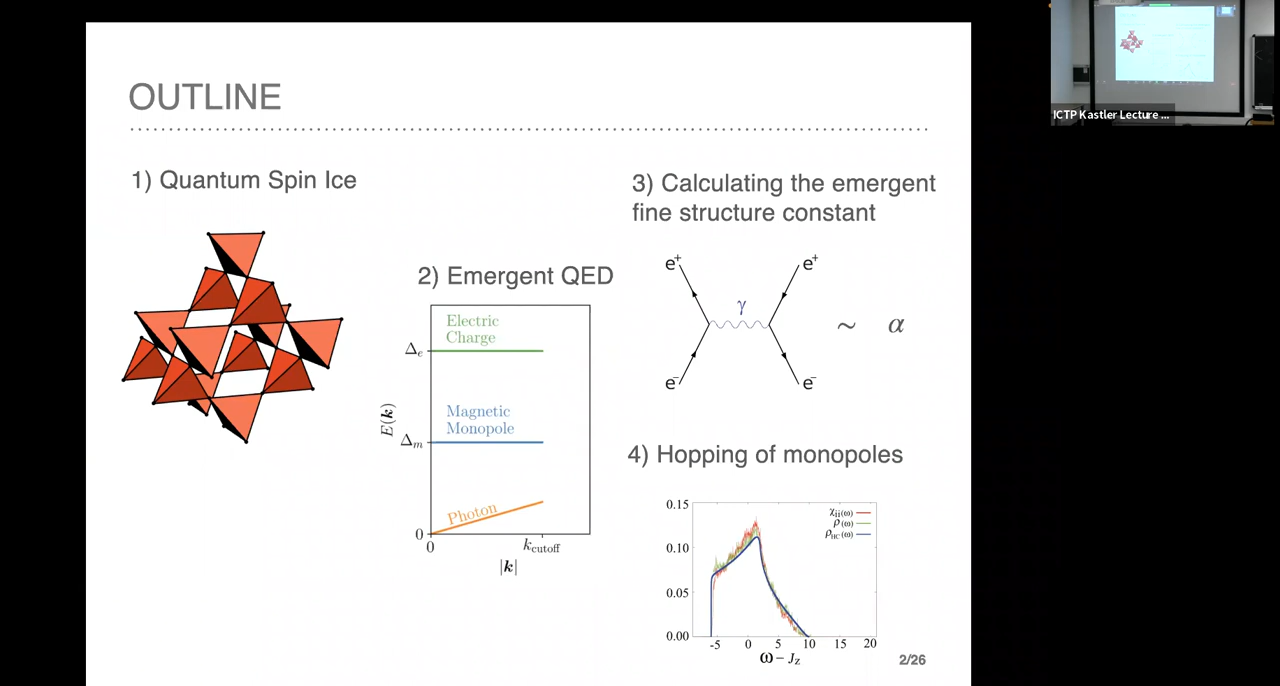 OUTLINE
1) Quantum Spin Ice
2) Emergent QED
Electric
Charge
Δe
Magnetic
Monopole
Δm
E(k)
Photon
0
0
kcutoff
|k|
3) Calculating the emergent
fine structure constant
e+
e+
γ
~ α
e-
e-
4) Hopping of monopoles
0.15
0.10
0.05
0.00
χii(ω)
ρ(ω)
ρHC(ω)
-5 0 5 10 15 20
ω – Jz
2/26
ICTP Kastler Lecture ...